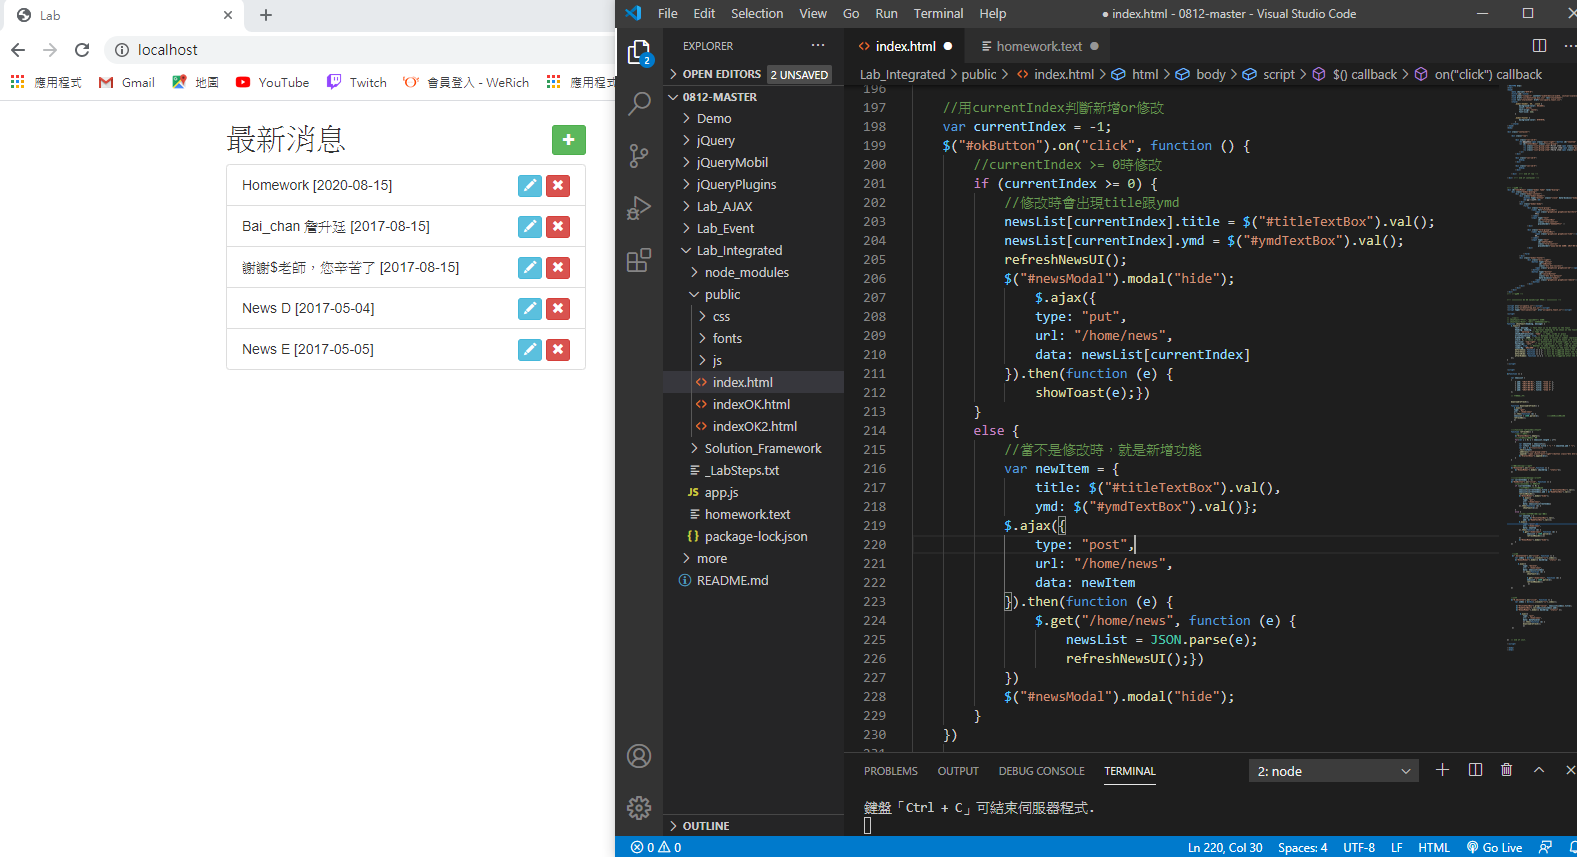 Lab
localhost
應用程式
Gmail
地圖
YouTube
Twitch
會員登入 - WeRich
應用程式
最新消息
Homework [2020-08-15]
Bai_chan 詹升廷 [2017-08-15]
謝謝$老師，您辛苦了 [2017-08-15]
News D [2017-05-04]
News E [2017-05-05]
File Edit Selection View Go Run Terminal Help
● index.html - 0812-master - Visual Studio Code
2
EXPLORER
OPEN EDITORS 2 UNSAVED
0812-MASTER
Demo
jQuery
jQueryMobil
jQueryPlugins
Lab_AJAX
Lab_Event
Lab_Integrated
node_modules
public
css
fonts
js
index.html
indexOK.html
indexOK2.html
Solution_Framework
_LabSteps.txt
JS app.js
homework.text
{} package-lock.json
more
README.md
OUTLINE
index.html
homework.text
Lab_Integrated > public > index.html > html > body > script > $() callback > on("click") callback
196
197 //用currentIndex判斷新增or修改
198 var currentIndex = -1;
199 $("#okButton").on("click", function () {
200 //currentIndex >= 0時修改
201 if (currentIndex >= 0) {
202 //修改時會出現title跟ymd
203 newsList[currentIndex].title = $("#titleTextBox").val();
204 newsList[currentIndex].ymd = $("#ymdTextBox").val();
205 refreshNewsUI();
206 $("#newsModal").modal("hide");
207 $.ajax({
208 type: "put",
209 url: "/home/news",
210 data: newsList[currentIndex]
211 }).then(function (e) {
212 showToast(e);})
213 }
214 else {
215 //當不是修改時，就是新增功能
216 var newItem = {
217 title: $("#titleTextBox").val(),
218 ymd: $("#ymdTextBox").val()};
219 $.ajax({
220 type: "post",
221 url: "/home/news",
222 data: newItem
223 }).then(function (e) {
224 $.get("/home/news", function (e) {
225 newsList = JSON.parse(e);
226 refreshNewsUI();})
227 })
228 $("#newsModal").modal("hide");
229 }
230 })
PROBLEMS OUTPUT DEBUG CONSOLE TERMINAL
2: node
鍵盤「Ctrl + C」可結束伺服器程式.
0 0
Ln 220, Col 30 Spaces: 4 UTF-8 LF HTML Go Live